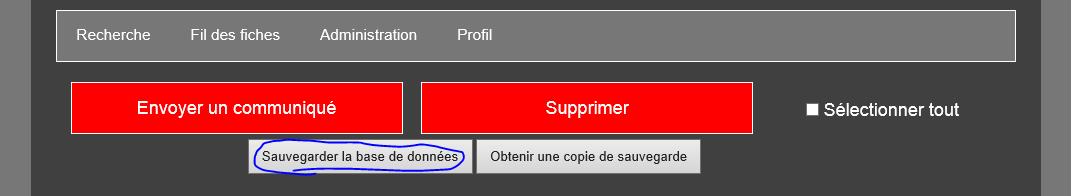 Recherche Fil des fiches Administration Profil
Envoyer un communiqué Supprimer Sélectionner tout
Sauvegarder la base de données Obtenir une copie de sauvegarde